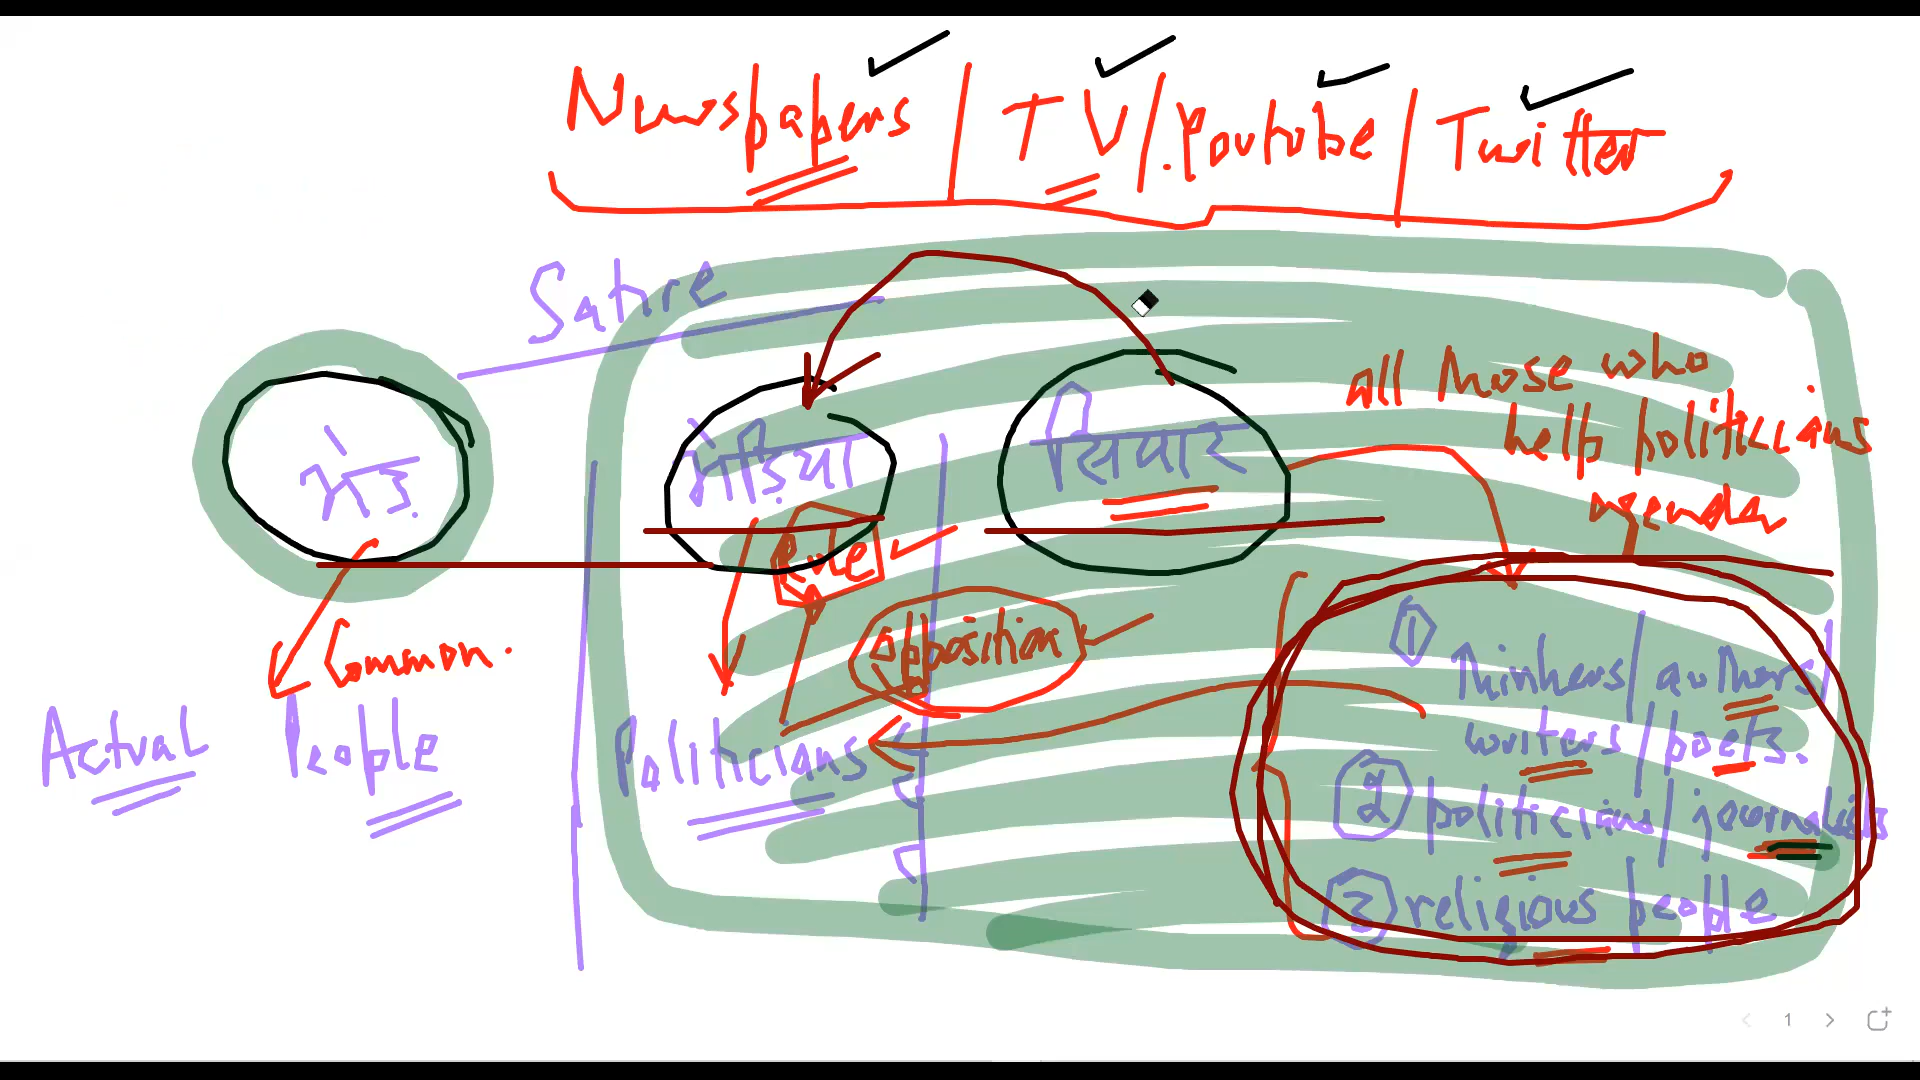 Newspapers / TV / Youtube / Twitter
Satire
भेड़
भेड़िया
सियार
all those who
help politicians
agenda
Rule
opposition
Common
Actual People
Politicians
① Thinkers / authors
writers / poets.
② politicians / journalists
③ religious people
1